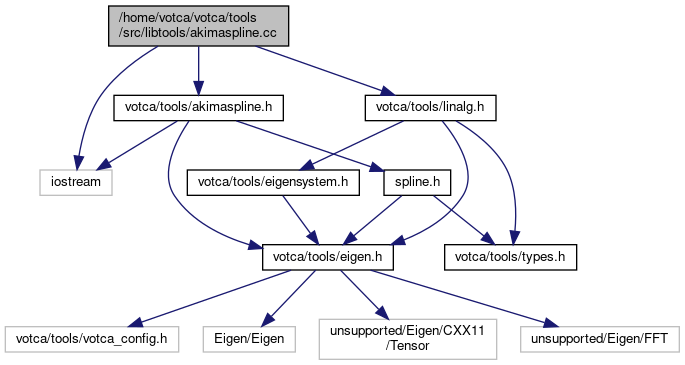 /home/votca/votca/tools
/src/libtools/akimaspline.cc
votca/tools/akimaspline.h
votca/tools/linalg.h
iostream
votca/tools/eigensystem.h
spline.h
votca/tools/eigen.h
votca/tools/types.h
votca/tools/votca_config.h
Eigen/Eigen
unsupported/Eigen/CXX11
/Tensor
unsupported/Eigen/FFT